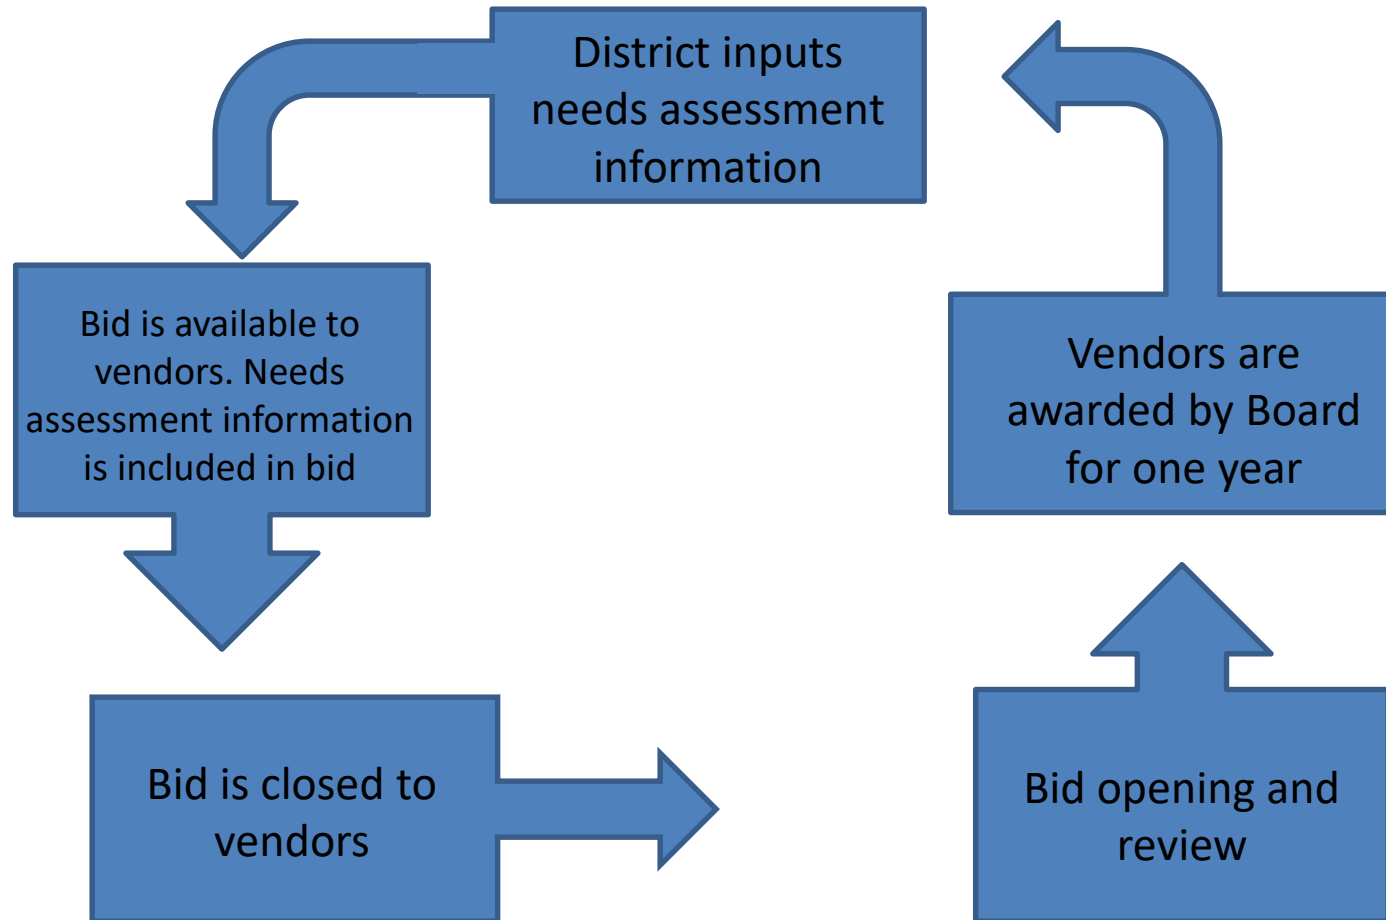 District inputs
needs assessment
information
Bid is available to
vendors. Needs
assessment information
is included in bid
Bid is closed to
vendors
Bid opening and
review
Vendors are
awarded by Board
for one year